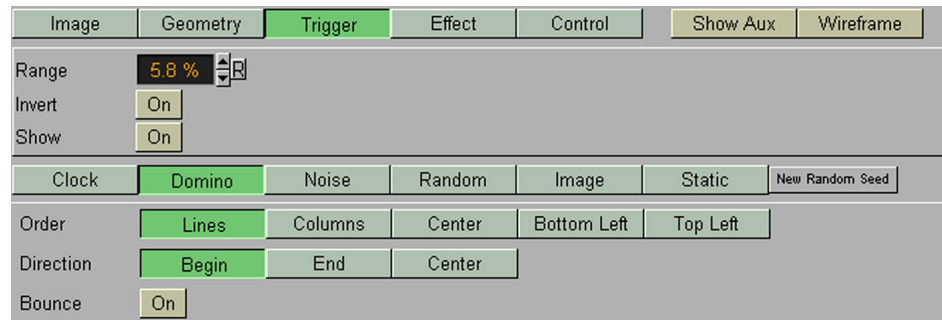 Image Geometry Trigger Effect Control Show Aux Wireframe
Range 5.8 % R
Invert On
Show On
Clock Domino Noise Random Image Static New Random Seed
Order Lines Columns Center Bottom Left Top Left
Direction Begin End Center
Bounce On